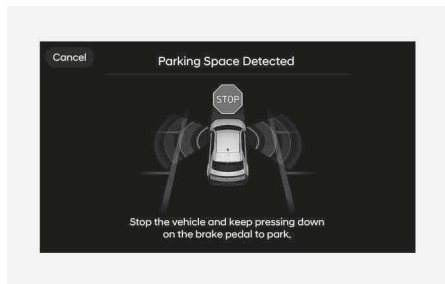 Cancel
Parking Space Detected
STOP
Stop the vehicle and keep pressing down
on the brake pedal to park.